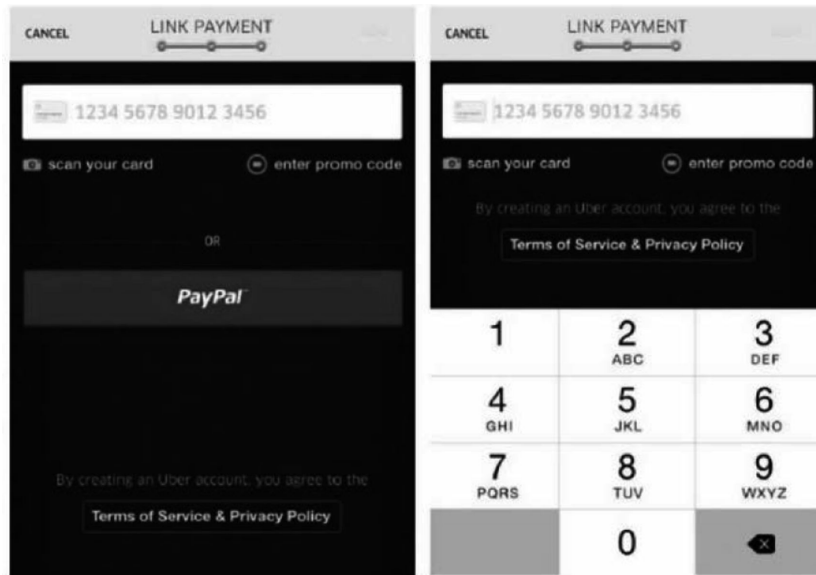 CANCEL LINK PAYMENT
1234 5678 9012 3456
scan your card enter promo code
OR
PayPal
By creating an Uber account, you agree to the
Terms of Service & Privacy Policy
CANCEL LINK PAYMENT
1234 5678 9012 3456
scan your card enter promo code
By creating an Uber account, you agree to the
Terms of Service & Privacy Policy
1 2 3
ABC DEF
4 5 6
GHI JKL MNO
7 8 9
PQRS TUV WXYZ
0